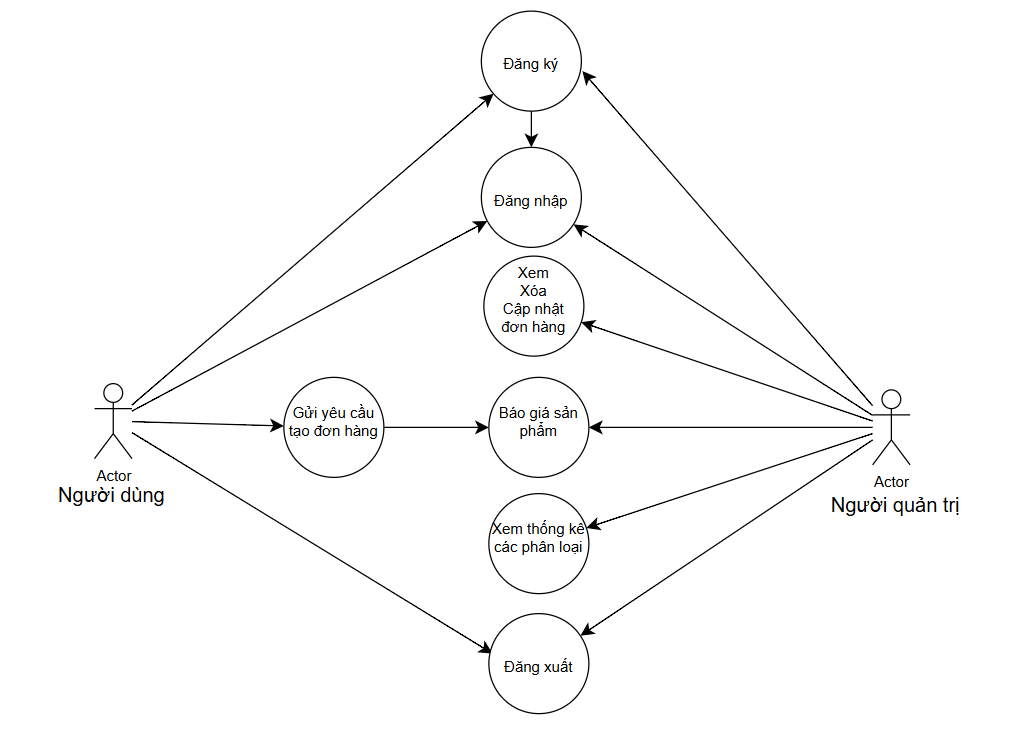 Đăng ký
Đăng nhập
Xem
Xóa
Cập nhật
đơn hàng
Gửi yêu cầu
tạo đơn hàng
Báo giá sản
phẩm
Actor
Người dùng
Actor
Người quản trị
Xem thống kê
các phân loại
Đăng xuất